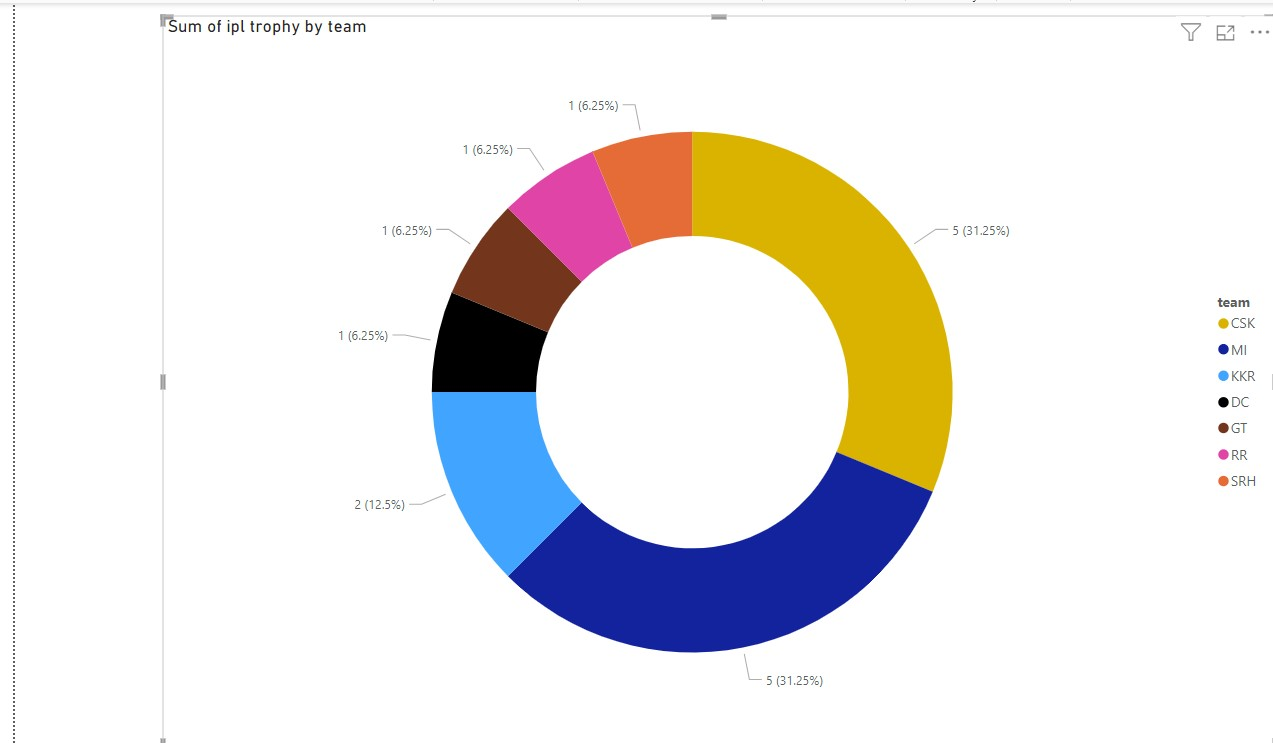 Sum of ipl trophy by team
1 (6.25%)
1 (6.25%)
1 (6.25%)
5 (31.25%)
1 (6.25%)
2 (12.5%)
5 (31.25%)
team
CSK
MI
KKR
DC
GT
RR
SRH